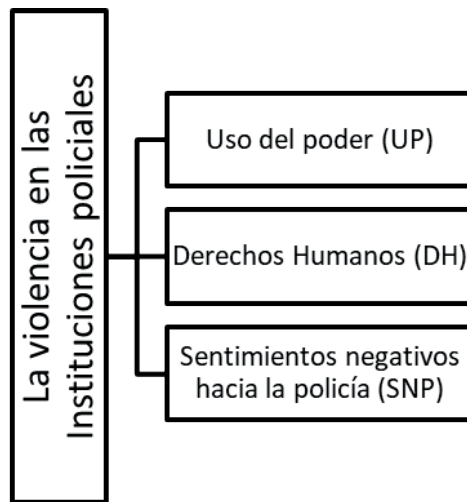 La violencia en las
Instituciones policiales
Uso del poder (UP)
Derechos Humanos (DH)
Sentimientos negativos
hacia la policía (SNP)